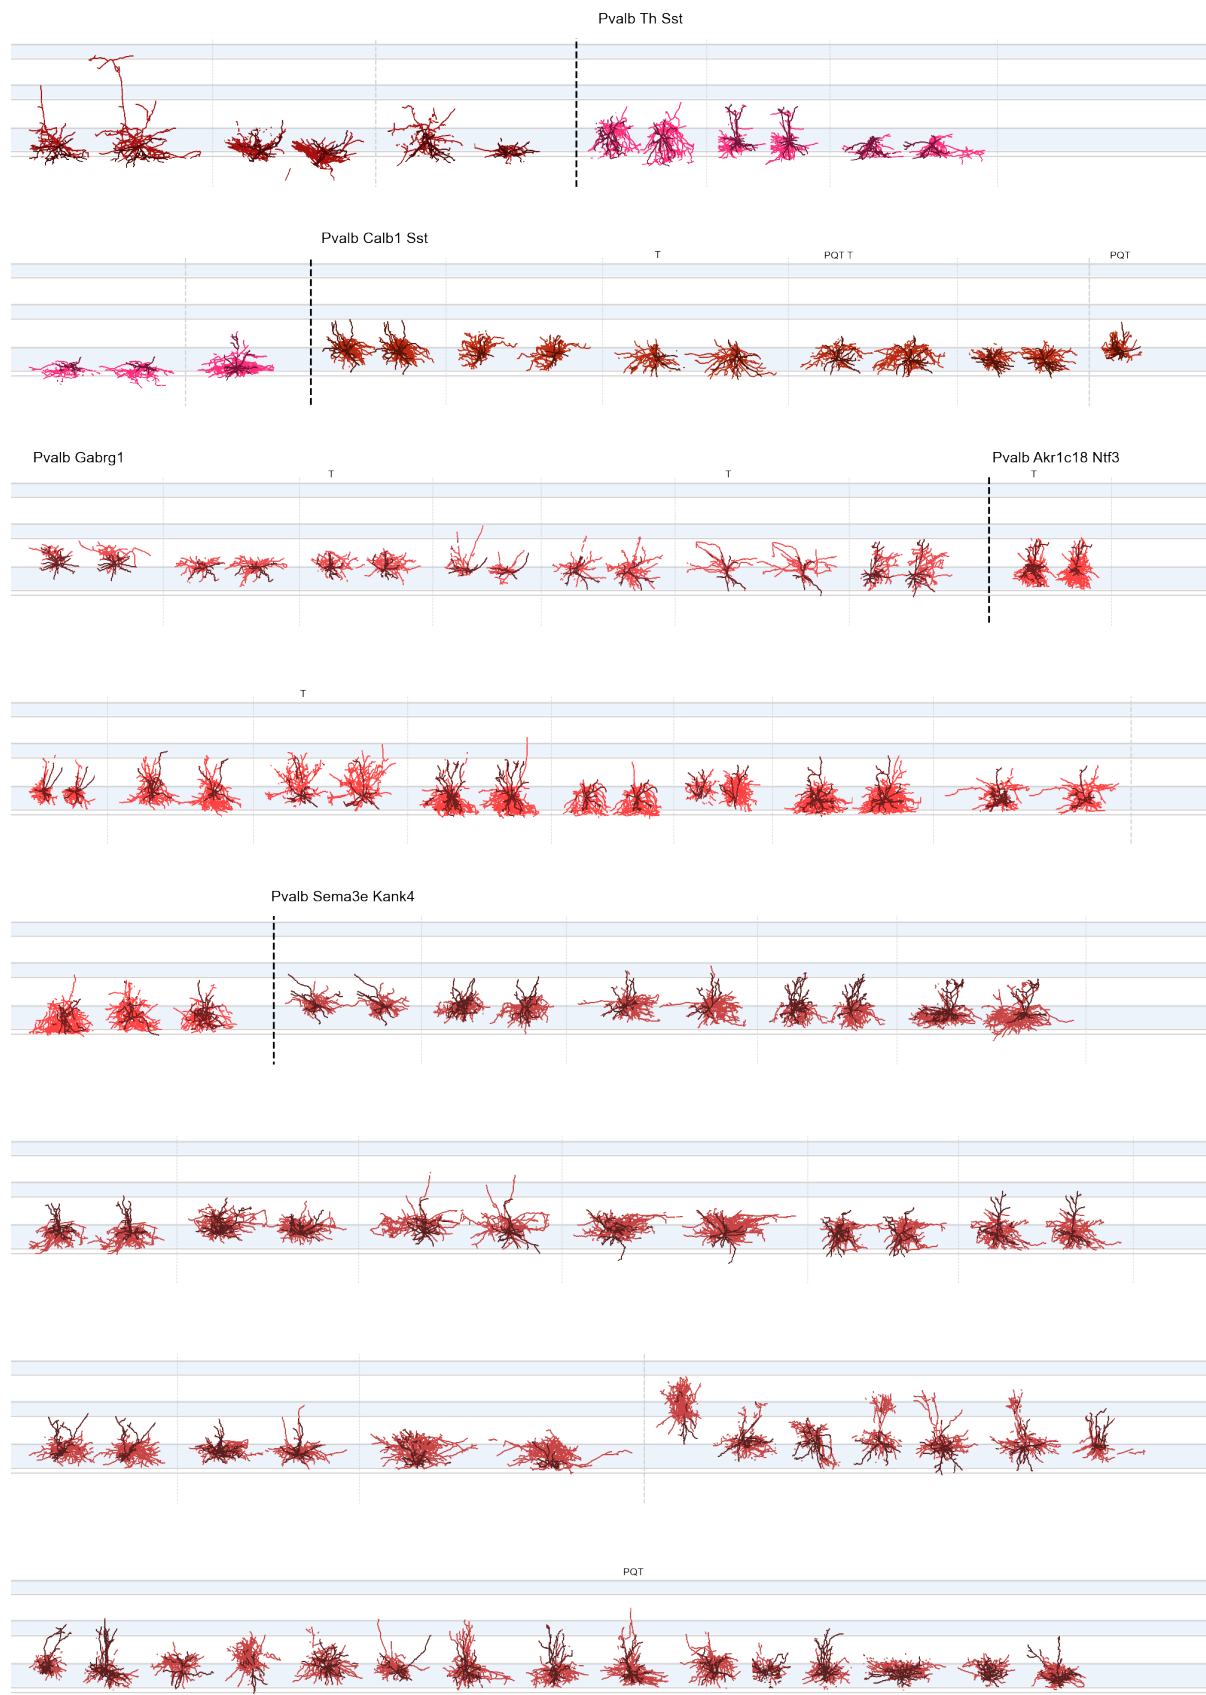 Pvalb Th Sst
Pvalb Calb1 Sst
T
PQT T
PQT
Pvalb Gabrg1
Pvalb Akr1c18 Ntf3
T
T
T
T
Pvalb Sema3e Kank4
PQT